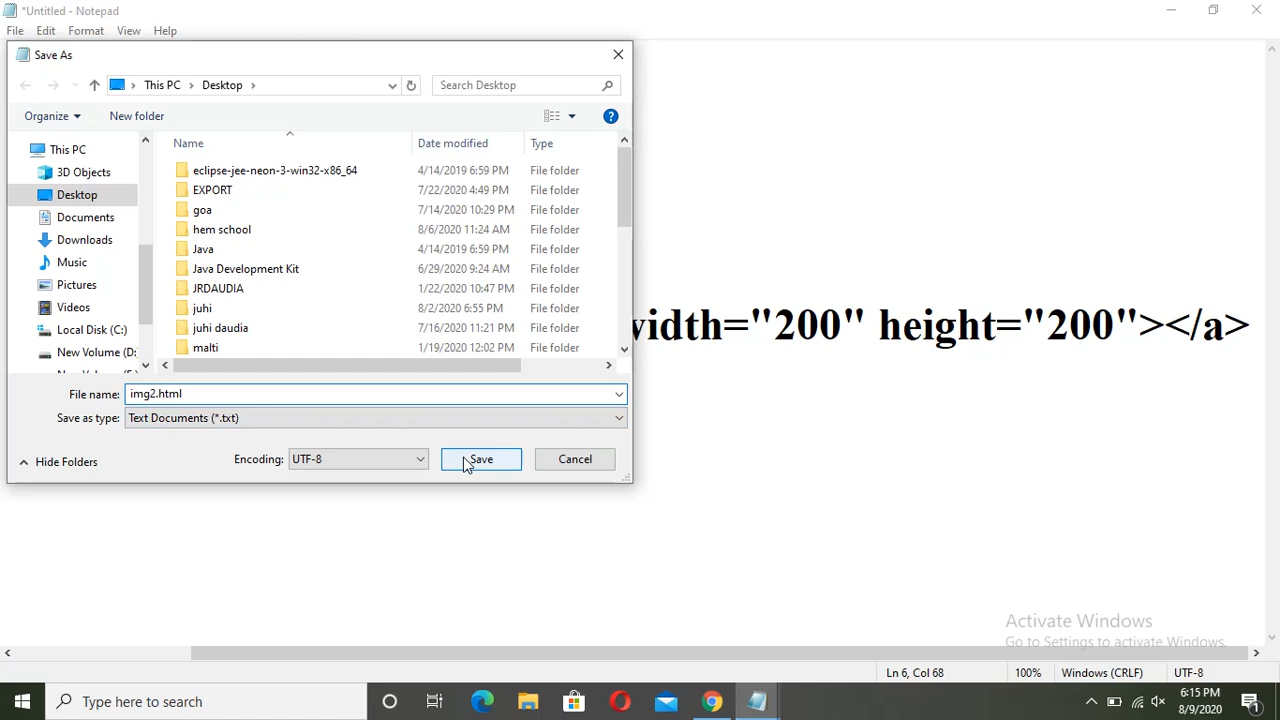 *Untitled - Notepad
File Edit Format View Help
Save As
This PC Desktop
Search Desktop
Organize New folder
Name Date modified Type
This PC
3D Objects
Desktop
Documents
Downloads
Music
Pictures
Videos
Local Disk (C:)
New Volume (D:
eclipse-jee-neon-3-win32-x86_64 4/14/2019 6:59 PM File folder
EXPORT 7/22/2020 4:49 PM File folder
goa 7/14/2020 10:29 PM File folder
hem school 8/6/2020 11:24 AM File folder
Java 4/14/2019 6:59 PM File folder
Java Development Kit 6/29/2020 9:24 AM File folder
JRDAUDIA 1/22/2020 10:47 PM File folder
juhi 8/2/2020 6:55 PM File folder
juhi daudia 7/16/2020 11:21 PM File folder
malti 1/19/2020 12:02 PM File folder
File name: img2.html
Save as type: Text Documents (*.txt)
Hide Folders
Encoding: UTF-8 Save Cancel
width="200" height="200"></a>
Activate Windows
Go to Settings to activate Windows.
Ln 6, Col 68 100% Windows (CRLF) UTF-8
Type here to search
6:15 PM
8/9/2020
1